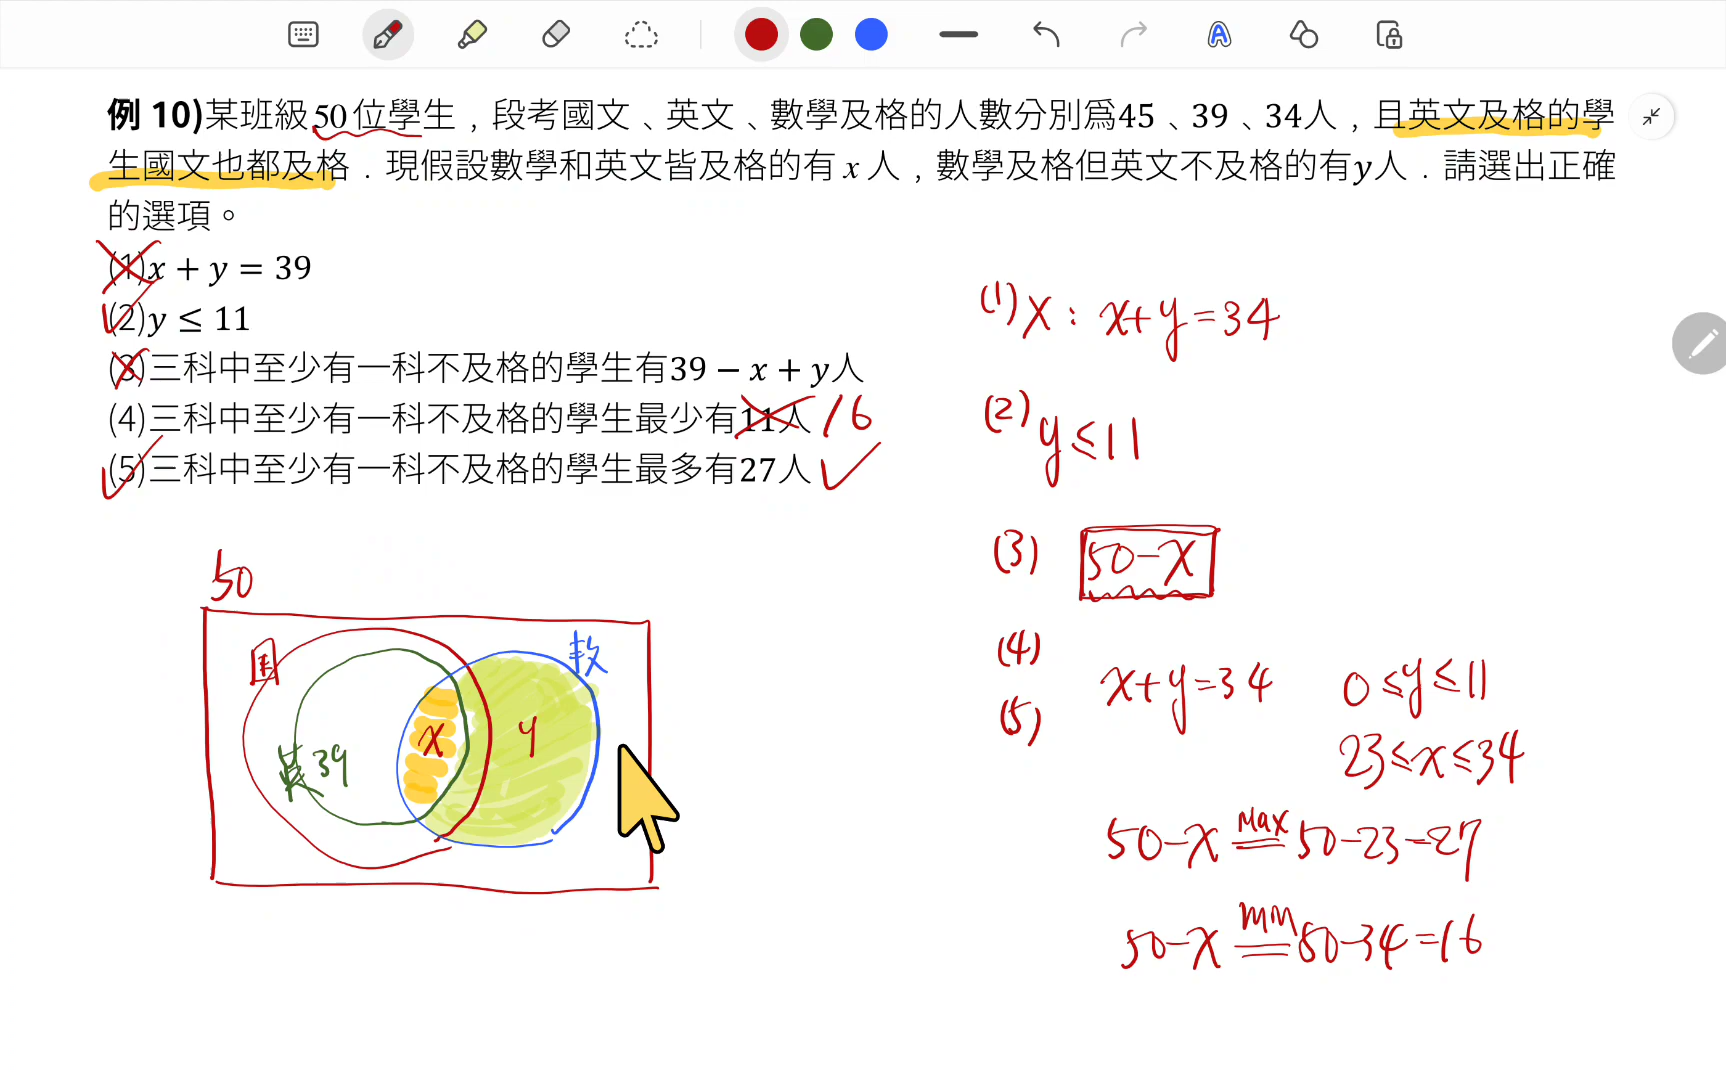 例 10)某班級50位學生，段考國文、英文、數學及格的人數分別為45、39、34人，且英文及格的學
生國文也都及格．現假設數學和英文皆及格的有 x 人，數學及格但英文不及格的有y人．請選出正確
的選項。
(1)x + y = 39
(2)y ≤ 11
(3)三科中至少有一科不及格的學生有39 − x + y人
(4)三科中至少有一科不及格的學生最少有11人 16
(5)三科中至少有一科不及格的學生最多有27人
(1) X : x+y=34
(2) y≤11
(3) 50-x
(4)
(5)
x+y=34 0≤y≤11
23≤x≤34
50-x Max 50-23=27
50-x min 50-34=16
50
国
数
英 39
x
y
A